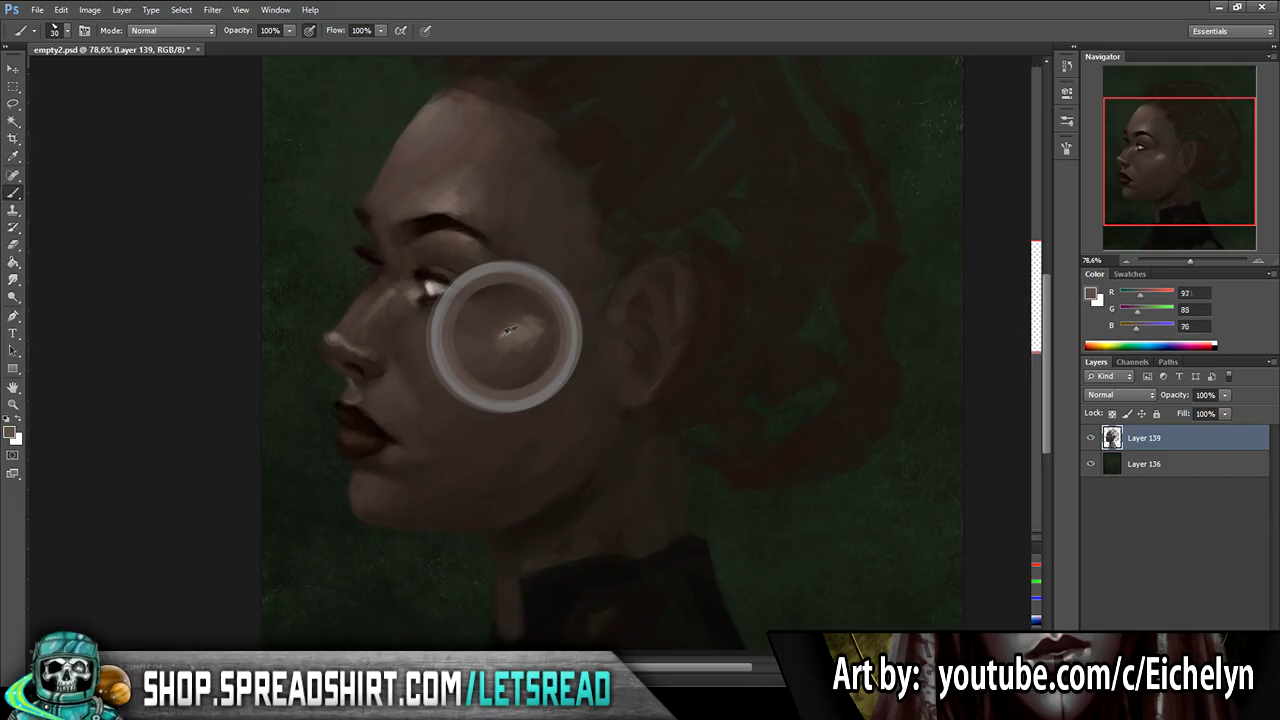 Ps File Edit Image Layer Type Select Filter View Window Help
30 Mode: Normal Opacity: 100% Flow: 100% Essentials
empty2.psd @ 78,6% (Layer 139, RGB/8) * ×
Navigator
78,6%
Color Swatches
R
G 83
B 78
Layers Channels Paths
Kind
Normal Opacity: 100%
Lock: Fill: 100%
Layer 139
Layer 136
SHOP.SPREADSHIRT.COM/LETSREAD
Art by: youtube.com/c/Eichelyn